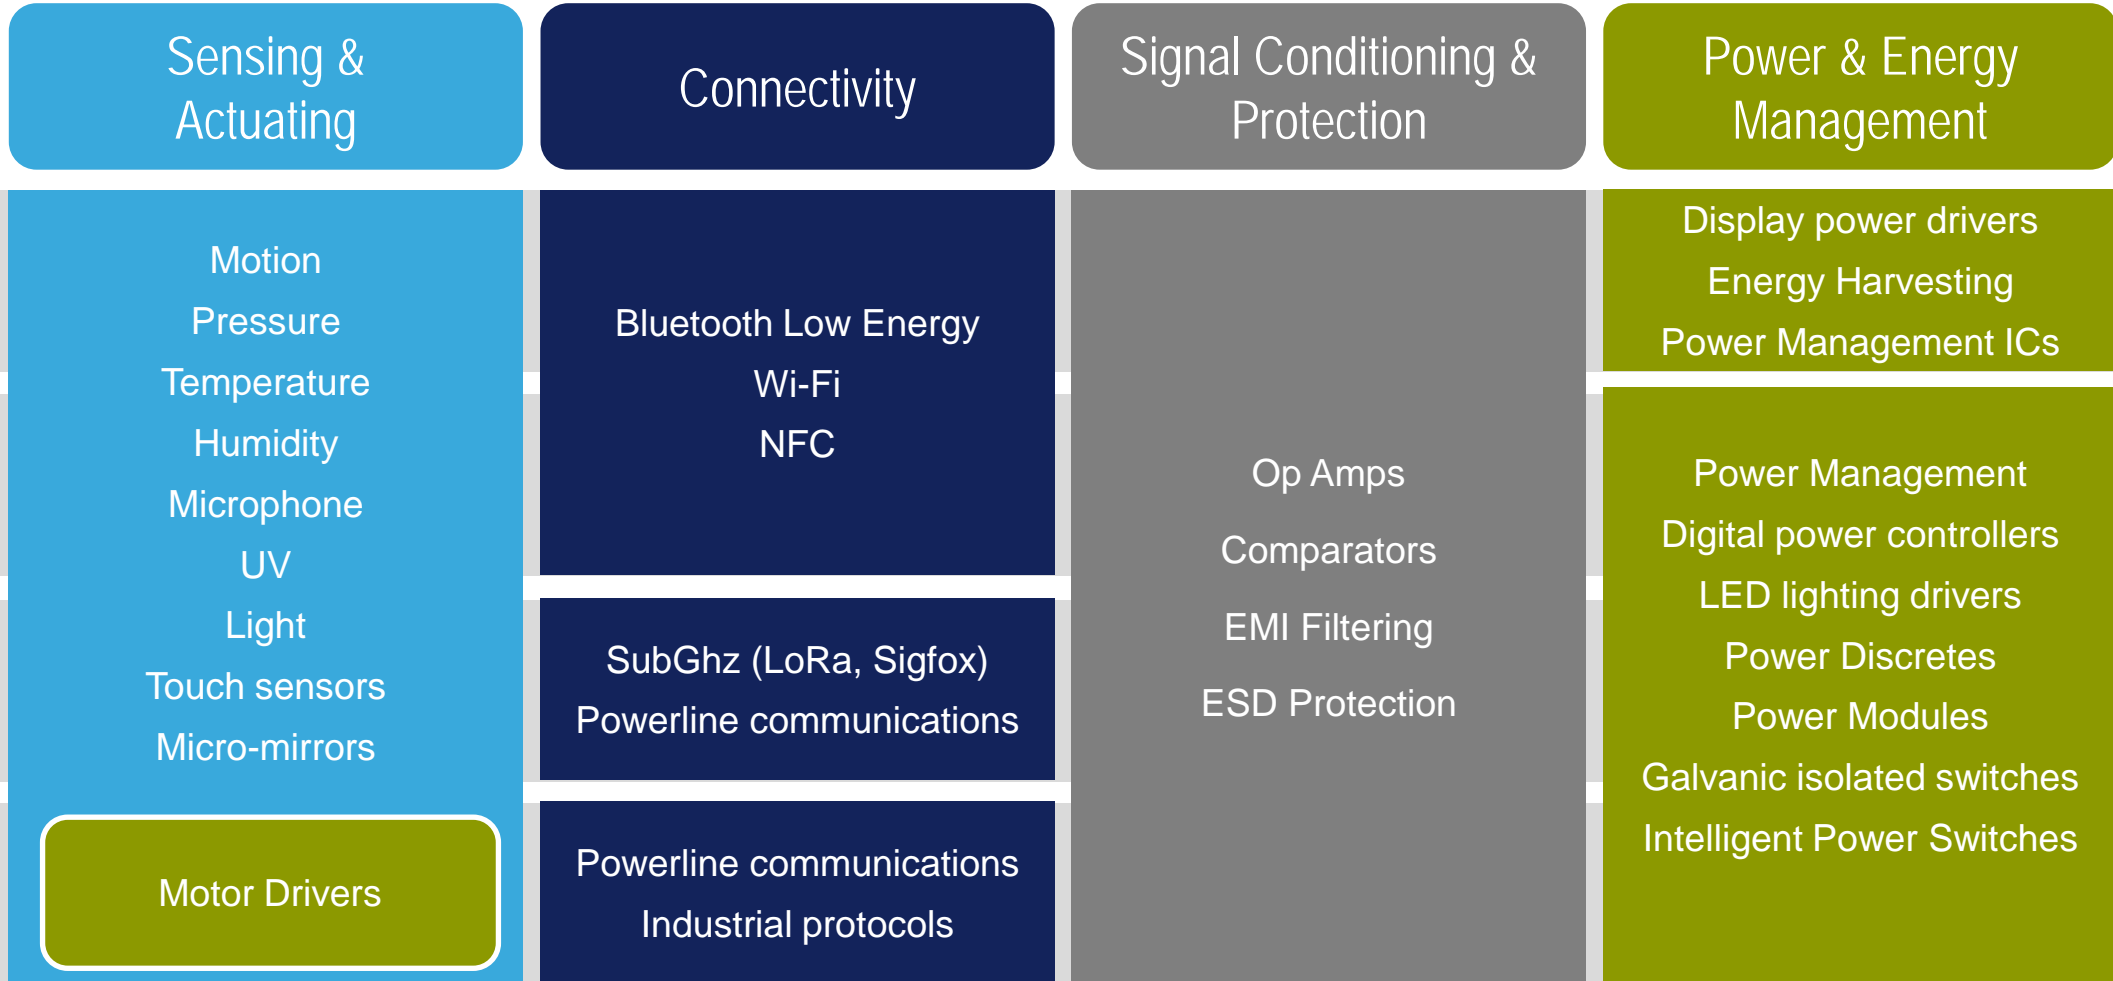 Sensing &
Actuating
Motion
Pressure
Temperature
Humidity
Microphone
UV
Light
Touch sensors
Micro-mirrors
Motor Drivers
Connectivity
Bluetooth Low Energy
Wi-Fi
NFC
SubGhz (LoRa, Sigfox)
Powerline communications
Powerline communications
Industrial protocols
Signal Conditioning &
Protection
Op Amps
Comparators
EMI Filtering
ESD Protection
Power & Energy
Management
Display power drivers
Energy Harvesting
Power Management ICs
Power Management
Digital power controllers
LED lighting drivers
Power Discretes
Power Modules
Galvanic isolated switches
Intelligent Power Switches